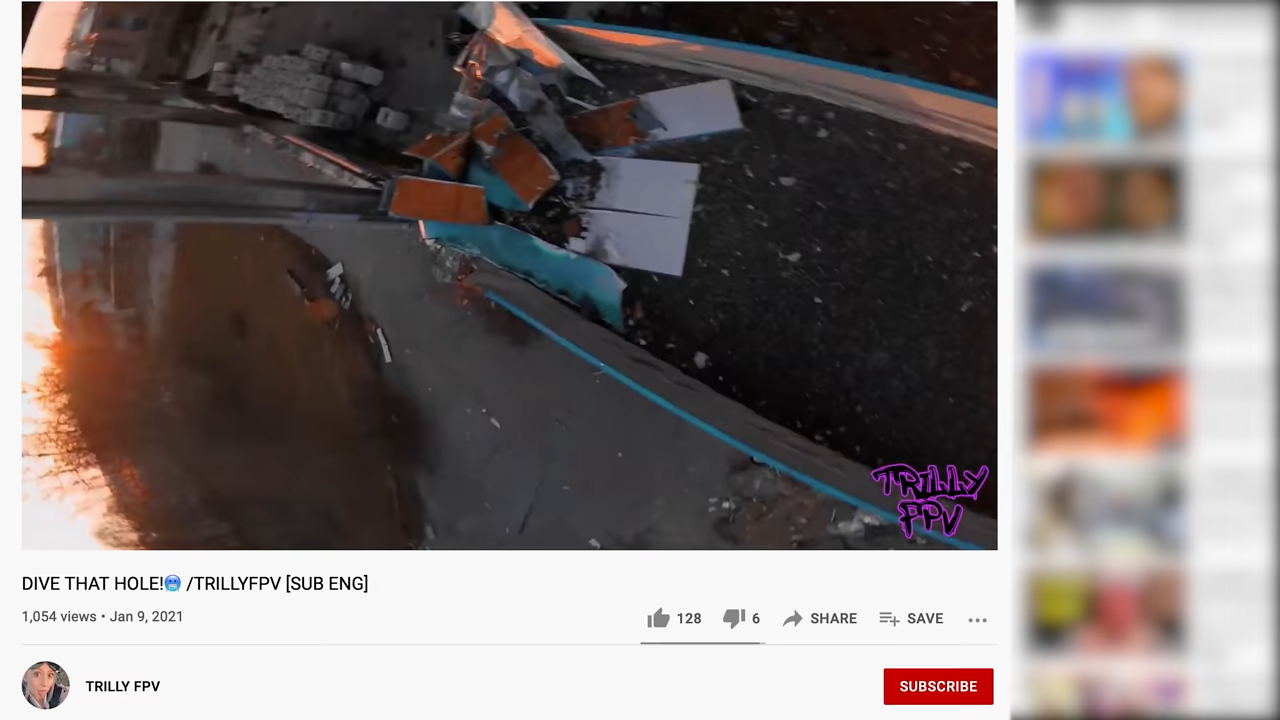 TRILLY
FPV
DIVE THAT HOLE!🥶 /TRILLYFPV [SUB ENG]
1,054 views • Jan 9, 2021
128
6
SHARE
SAVE
TRILLY FPV
SUBSCRIBE